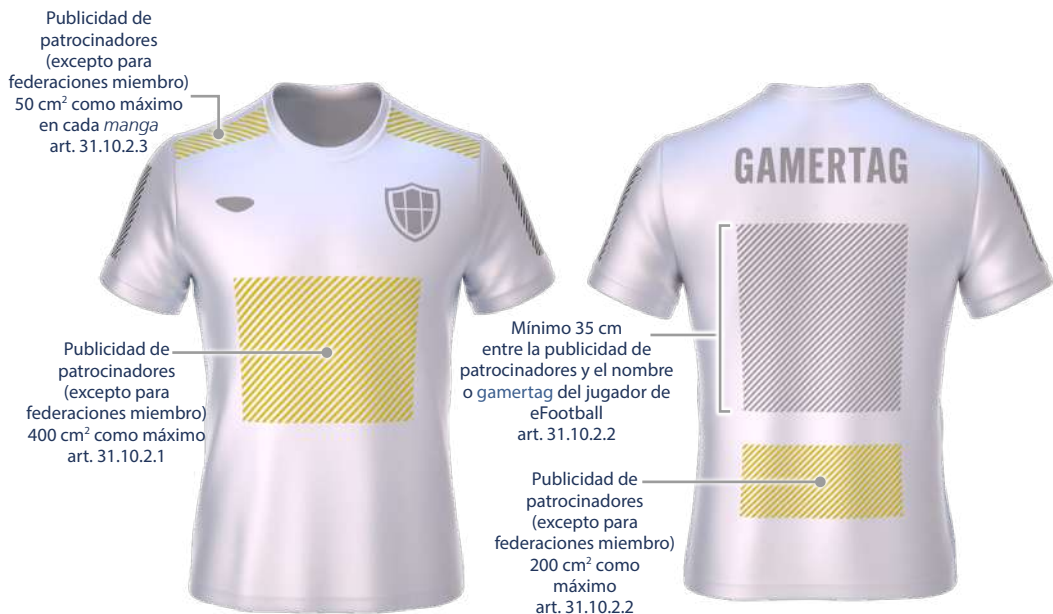 Publicidad de
patrocinadores
(excepto para
federaciones miembro)
50 cm² como máximo
en cada manga
art. 31.10.2.3
GAMERTAG
Publicidad de
patrocinadores
(excepto para
federaciones miembro)
400 cm² como máximo
art. 31.10.2.1
Mínimo 35 cm
entre la publicidad de
patrocinadores y el nombre
o gamertag del jugador de
eFootball
art. 31.10.2.2
Publicidad de
patrocinadores
(excepto para
federaciones miembro)
200 cm² como
máximo
art. 31.10.2.2